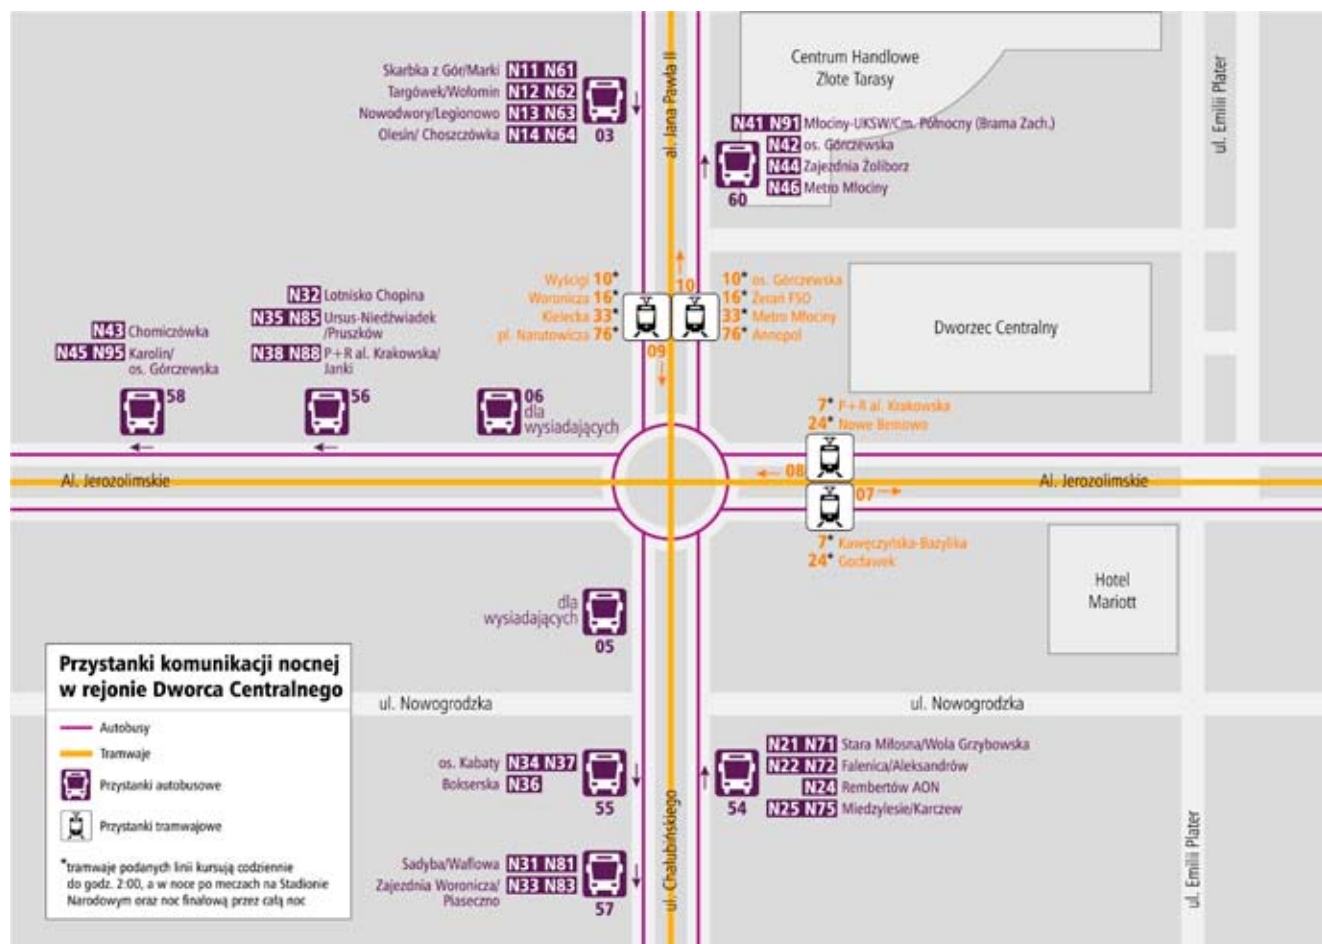 Skarbka z Gór/Marki N11 N61
Targówek/Wołomin N12 N62
Nowodwory/Legionowo N13 N63
Olesin/ Choszczówka N14 N64
03
al. Jana Pawła II
Centrum Handlowe
Złote Tarasy
ul. Emilii Plater
N41 N91 Młociny-UKSW/Cm. Północny (Brama Zach.)
N42 os. Górczewska
N44 Zajezdnia Żoliborz
N46 Metro Młociny
60
Wyścigi 10*
Woronicza 16*
Kielecka 33*
pl. Narutowicza 76*
09
10
10* os. Górczewska
16* Żerań FSO
33* Metro Młociny
76* Annopol
Dworzec Centralny
N43 Chomiczówka
N45 N95 Karolin/
os. Górczewska
58
N32 Lotnisko Chopina
N35 N85 Ursus-Niedźwiadek
/Pruszków
N38 N88 P+R al. Krakowska/
Janki
56
06
dla
wysiadających
7* P+R al. Krakowska
24* Nowe Bemowo
08
Al. Jerozolimskie
Al. Jerozolimskie
07
7* Kawęczyńska-Bazylika
24* Gocławek
Hotel
Mariott
dla
wysiadających
05
ul. Nowogrodzka
ul. Nowogrodzka
Przystanki komunikacji nocnej
w rejonie Dworca Centralnego
Autobusy
Tramwaje
Przystanki autobusowe
Przystanki tramwajowe
*tramwaje podanych linii kursują codziennie
do godz. 2:00, a w noce po meczach na Stadionie
Narodowym oraz noc finałową przez całą noc
os. Kabaty N34 N37
Bokserska N36
55
N21 N71 Stara Miłosna/Wola Grzybowska
N22 N72 Falenica/Aleksandrów
N24 Rembertów AON
N25 N75 Miedzylesie/Karczew
54
Sadyba/Waflowa N31 N81
Zajezdnia Woronicza/ N33 N83
Piaseczno
57
ul. Chałubińskiego
ul. Emilii Plater